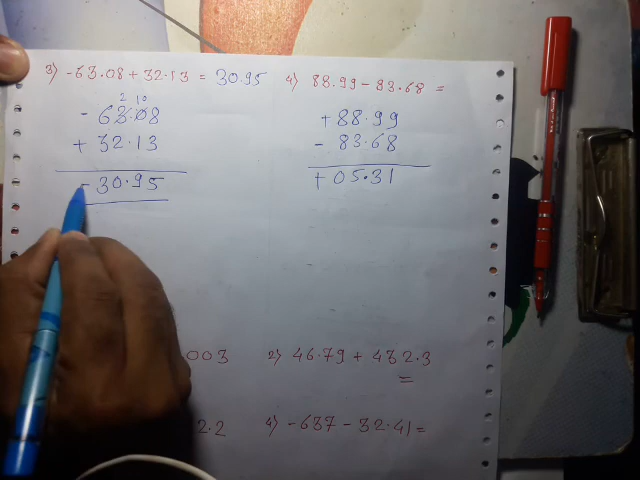 3) -63.08 + 32.13 = 30.95
2 10
- 63.08
+ 32.13
- 30.95
4) 88.99 - 83.68 =
+ 88.99
- 83.68
+ 05.31
003
2) 46.79 + 432.3
=
2.2
4) -637 - 32.41 =